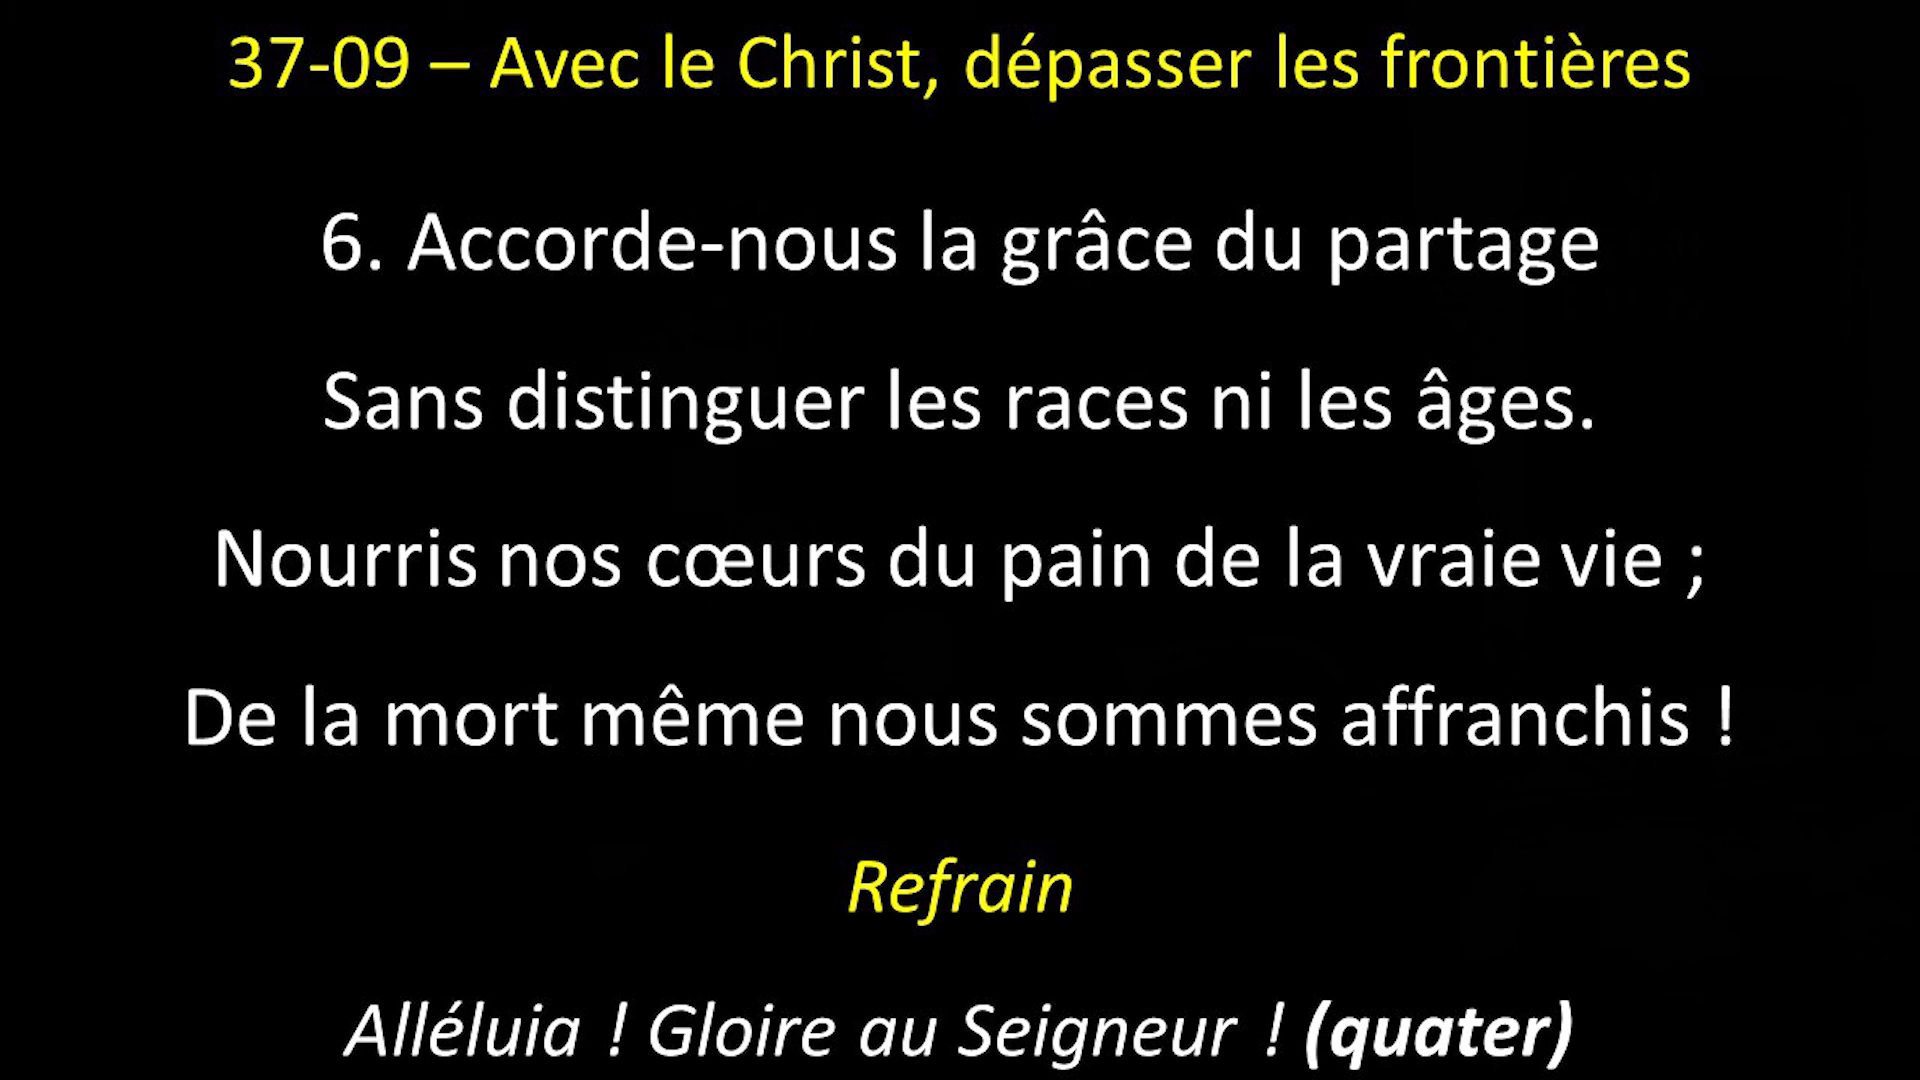 37-09 – Avec le Christ, dépasser les frontières
6. Accorde-nous la grâce du partage
Sans distinguer les races ni les âges.
Nourris nos cœurs du pain de la vraie vie ;
De la mort même nous sommes affranchis !
Refrain
Alléluia ! Gloire au Seigneur ! (quater)